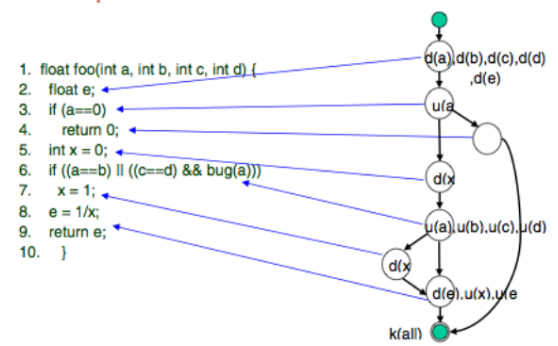 1. float foo(int a, int b, int c, int d) {
2. float e;
3. if (a==0)
4. return 0;
5. int x = 0;
6. if ((a==b) || ((c==d) && bug(a)))
7. x = 1;
8. e = 1/x;
9. return e;
10. }
d(a),d(b),d(c),d(d)
,d(e)
u(a
d(x
u(a),u(b),u(c),u(d)
d(x
d(e),u(x),u(e
k(all)